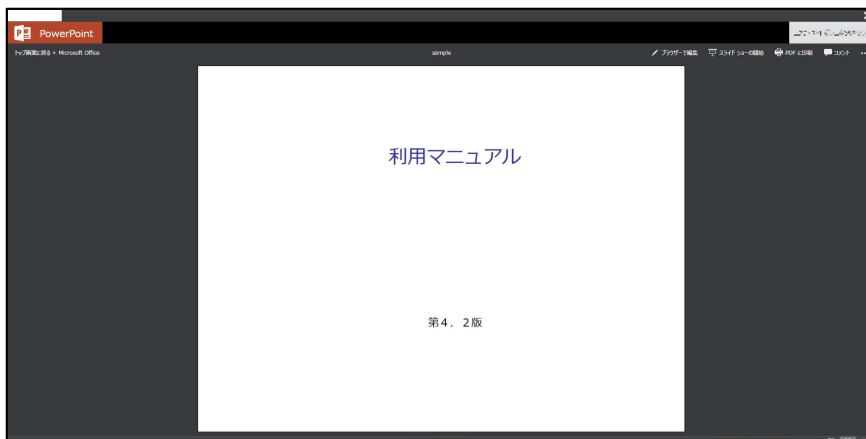 PowerPoint
トップ画面に戻る ▸ Microsoft Office
sample
ブラウザーで編集
スライド ショーの開始
PDF に印刷
コメント
利用マニュアル
第4．2版